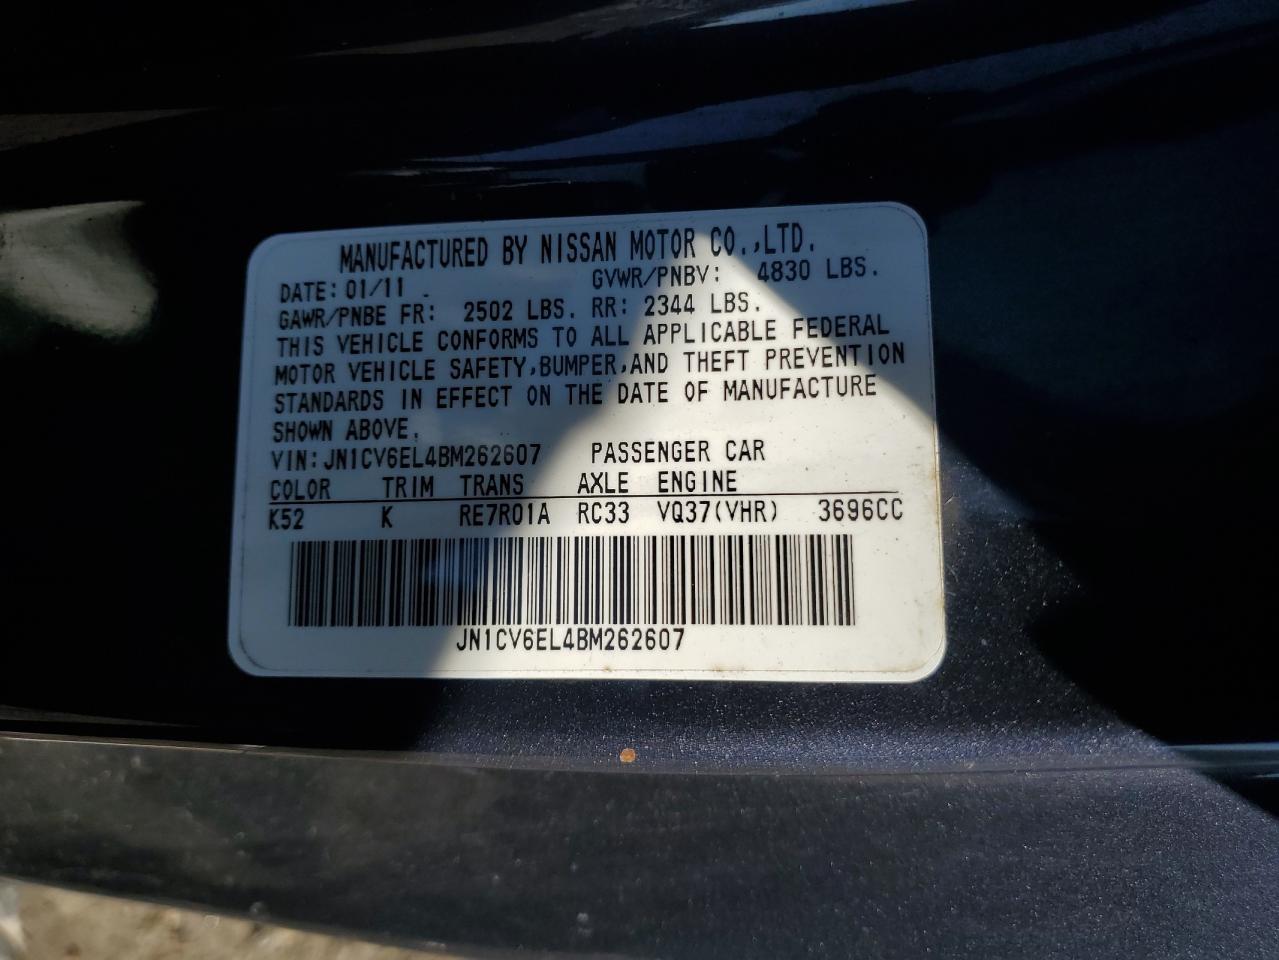 MANUFACTURED BY NISSAN MOTOR CO.,LTD.
DATE: 01/11 GVWR/PNBV: 4830 LBS.
GAWR/PNBE FR: 2502 LBS. RR: 2344 LBS.
THIS VEHICLE CONFORMS TO ALL APPLICABLE FEDERAL
MOTOR VEHICLE SAFETY,BUMPER,AND THEFT PREVENTION
STANDARDS IN EFFECT ON THE DATE OF MANUFACTURE
SHOWN ABOVE.
VIN: JN1CV6EL4BM262607 PASSENGER CAR
COLOR TRIM TRANS AXLE ENGINE
K52 K RE7R01A RC33 VQ37(VHR) 3696CC
JN1CV6EL4BM262607